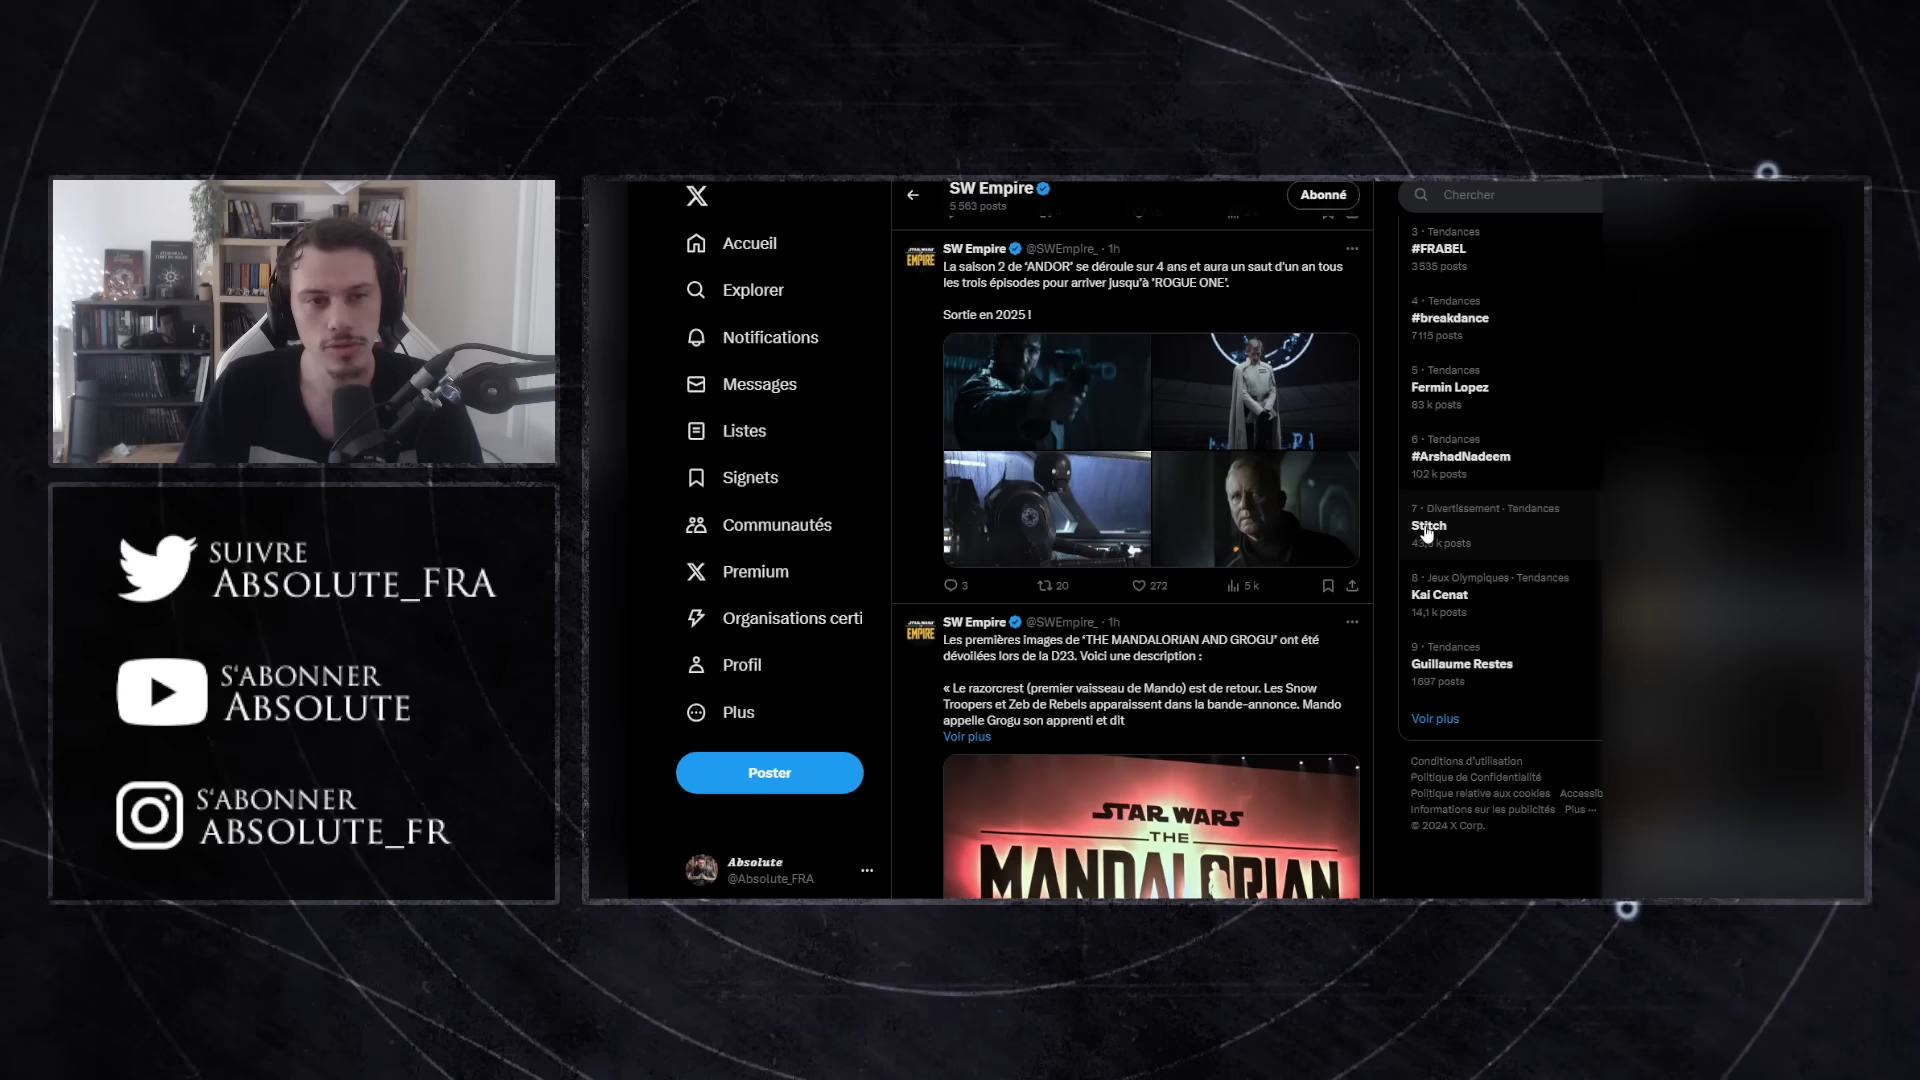 SUIVRE
ABSOLUTE_FRA
S'ABONNER
ABSOLUTE
S'ABONNER
ABSOLUTE_FR
Accueil
Explorer
Notifications
Messages
Listes
Signets
Communautés
Premium
Organisations certi
Profil
Plus
Poster
Absolute
@Absolute_FRA
SW Empire
5 563 posts
Abonné
STAR WARS
EMPIRE
SW Empire @SWEmpire_ · 1h
La saison 2 de 'ANDOR' se déroule sur 4 ans et aura un saut d'un an tous
les trois épisodes pour arriver jusqu'à 'ROGUE ONE'.
Sortie en 2025 !
3
20
272
5 k
STAR WARS
EMPIRE
SW Empire @SWEmpire_ · 1h
Les premières images de 'THE MANDALORIAN AND GROGU' ont été
dévoilées lors de la D23. Voici une description :
« Le razorcrest (premier vaisseau de Mando) est de retour. Les Snow
Troopers et Zeb de Rebels apparaissent dans la bande-annonce. Mando
appelle Grogu son apprenti et dit
Voir plus
STAR WARS
THE
MANDALORIAN
Chercher
3 · Tendances
#FRABEL
3 535 posts
4 · Tendances
#breakdance
7 115 posts
5 · Tendances
Fermin Lopez
83 k posts
6 · Tendances
#ArshadNadeem
102 k posts
7 · Divertissement · Tendances
Stitch
k posts
8 · Jeux Olympiques · Tendances
Kai Cenat
14,1 k posts
9 · Tendances
Guillaume Restes
1 697 posts
Voir plus
Conditions d'utilisation
Politique de Confidentialité
Politique relative aux cookies Accessib
Informations sur les publicités Plus ···
© 2024 X Corp.